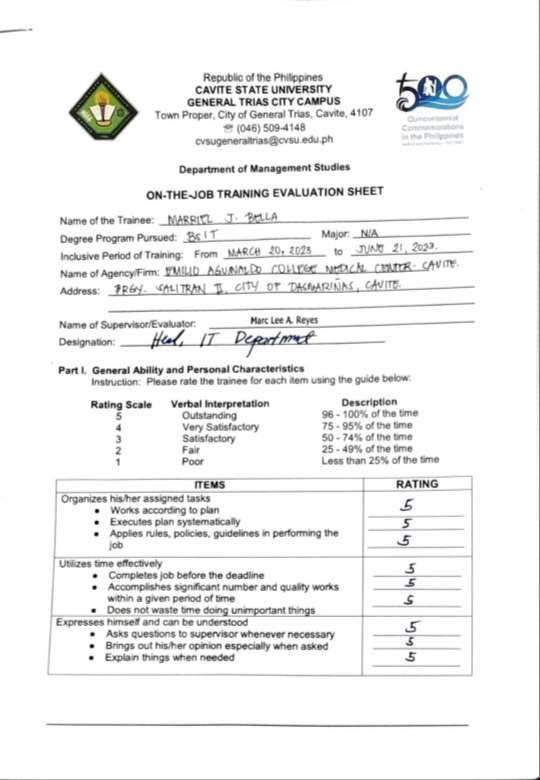 Republic of the Philippines
CAVITE STATE UNIVERSITY
GENERAL TRIAS CITY CAMPUS
Town Proper, City of General Trias, Cavite, 4107
☏ (046) 509-4148
cvsugeneraltrias@cvsu.edu.ph
500
Quincentennial
Commemorations
in the Philippines
Department of Management Studies
ON-THE-JOB TRAINING EVALUATION SHEET
Name of the Trainee: MARRIEL J. BELLA
Degree Program Pursued: BSIT Major: N/A
Inclusive Period of Training: From MARCH 20, 2023 to JUNE 21, 2023.
Name of Agency/Firm: EMILIO AGUINALDO COLLEGE MEDICAL CENTER - CAVITE.
Address: BRGY. SALITRAN II, CITY OF DASMARIÑAS, CAVITE.
Name of Supervisor/Evaluator: Marc Lee A. Reyes
Designation: Head, IT Department
Part I. General Ability and Personal Characteristics
Instruction: Please rate the trainee for each item using the guide below:
Rating Scale Verbal Interpretation Description
5 Outstanding 96 - 100% of the time
4 Very Satisfactory 75 - 95% of the time
3 Satisfactory 50 - 74% of the time
2 Fair 25 - 49% of the time
1 Poor Less than 25% of the time
ITEMS RATING
Organizes his/her assigned tasks
• Works according to plan 5
• Executes plan systematically 5
• Applies rules, policies, guidelines in performing the 5
job
Utilizes time effectively
• Completes job before the deadline 5
• Accomplishes significant number and quality works 5
within a given period of time
• Does not waste time doing unimportant things 5
Expresses himself and can be understood
• Asks questions to supervisor whenever necessary 5
• Brings out his/her opinion especially when asked 5
• Explain things when needed 5